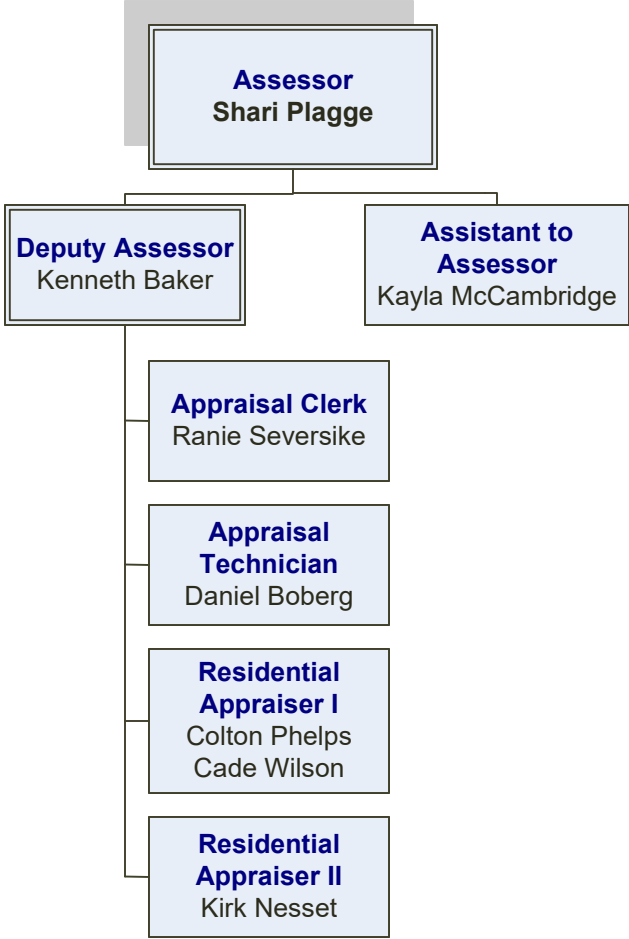 Assessor
Shari Plagge
Deputy Assessor
Kenneth Baker
Assistant to
Assessor
Kayla McCambridge
Appraisal Clerk
Ranie Seversike
Appraisal
Technician
Daniel Boberg
Residential
Appraiser I
Colton Phelps
Cade Wilson
Residential
Appraiser II
Kirk Nesset